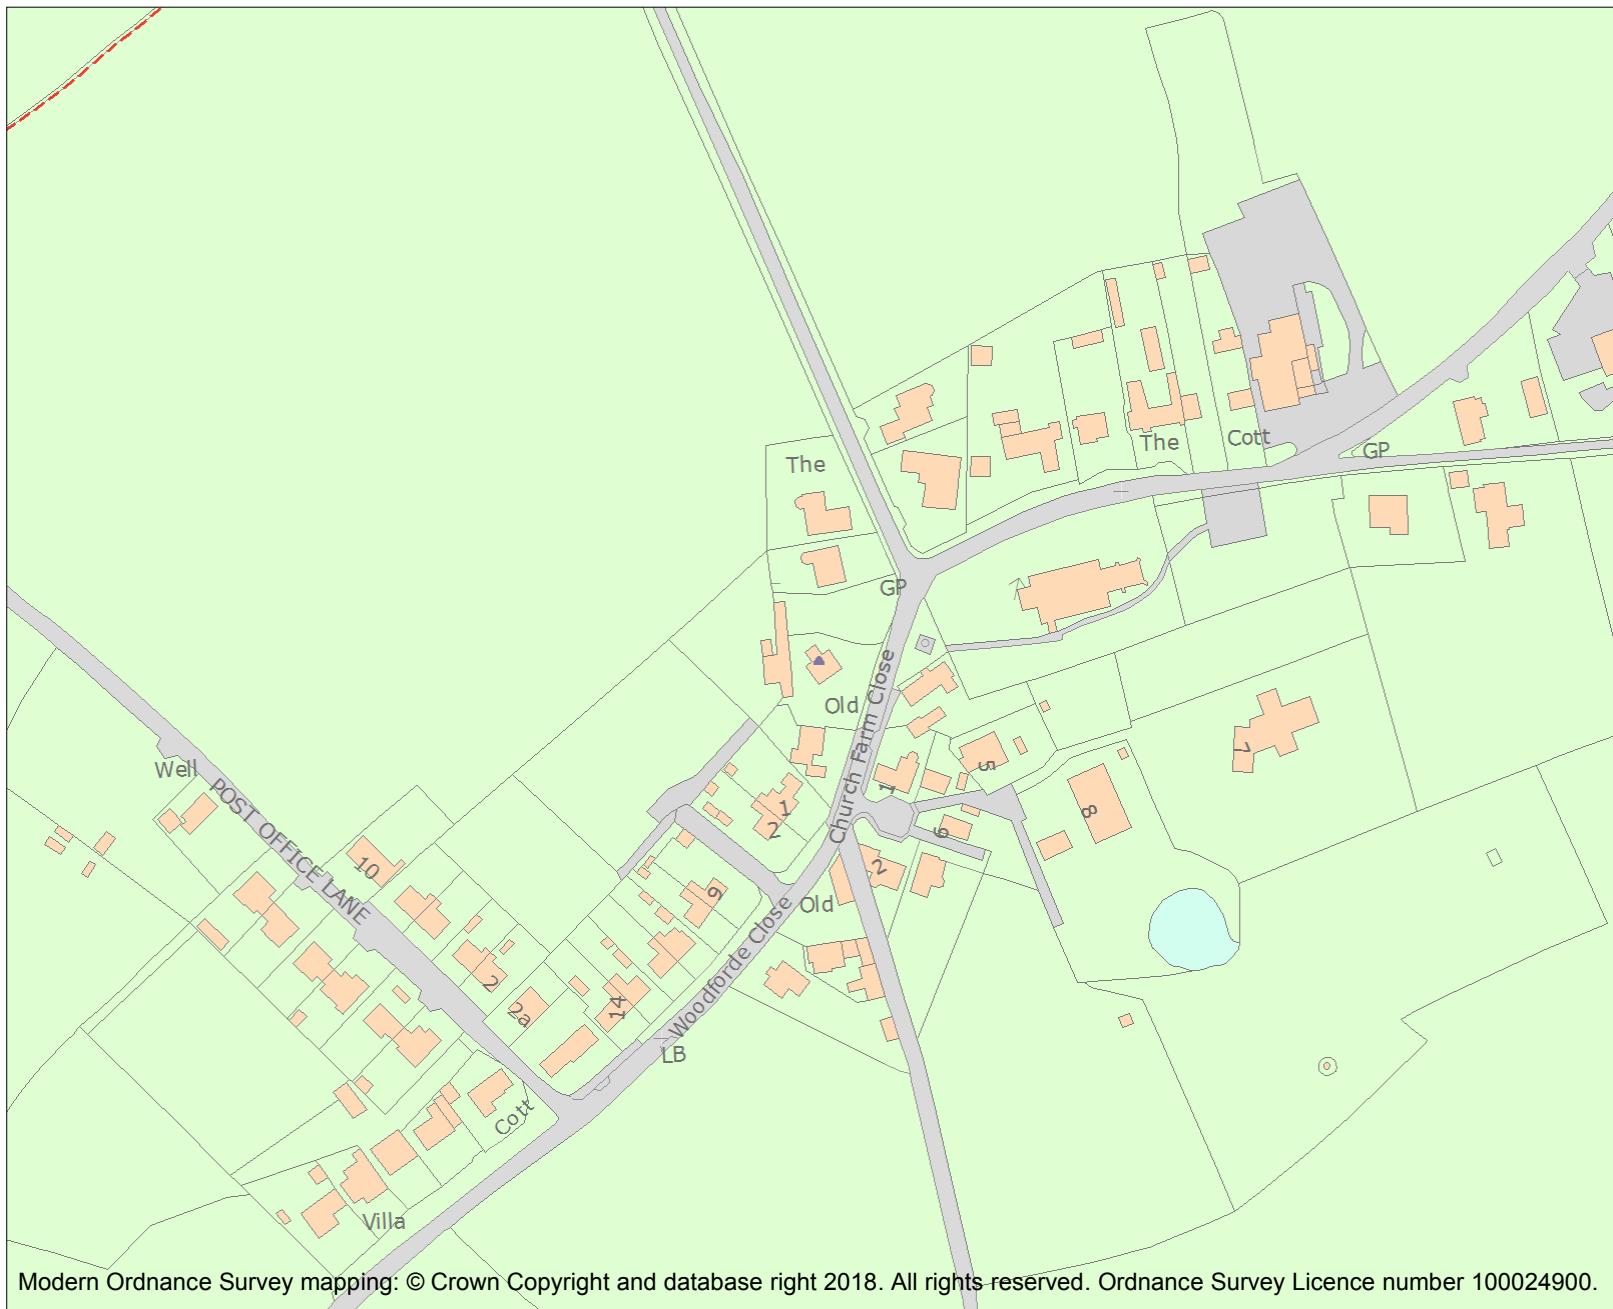 The
Cott
GP
The
GP
Old
Church Farm Close
Well
POST OFFICE LANE
5
7
1
1
2
8
6
2
10
9
Old
Woodforde Close
2
2a
14
LB
Cott
Villa
Modern Ordnance Survey mapping: © Crown Copyright and database right 2018. All rights reserved. Ordnance Survey Licence number 100024900.